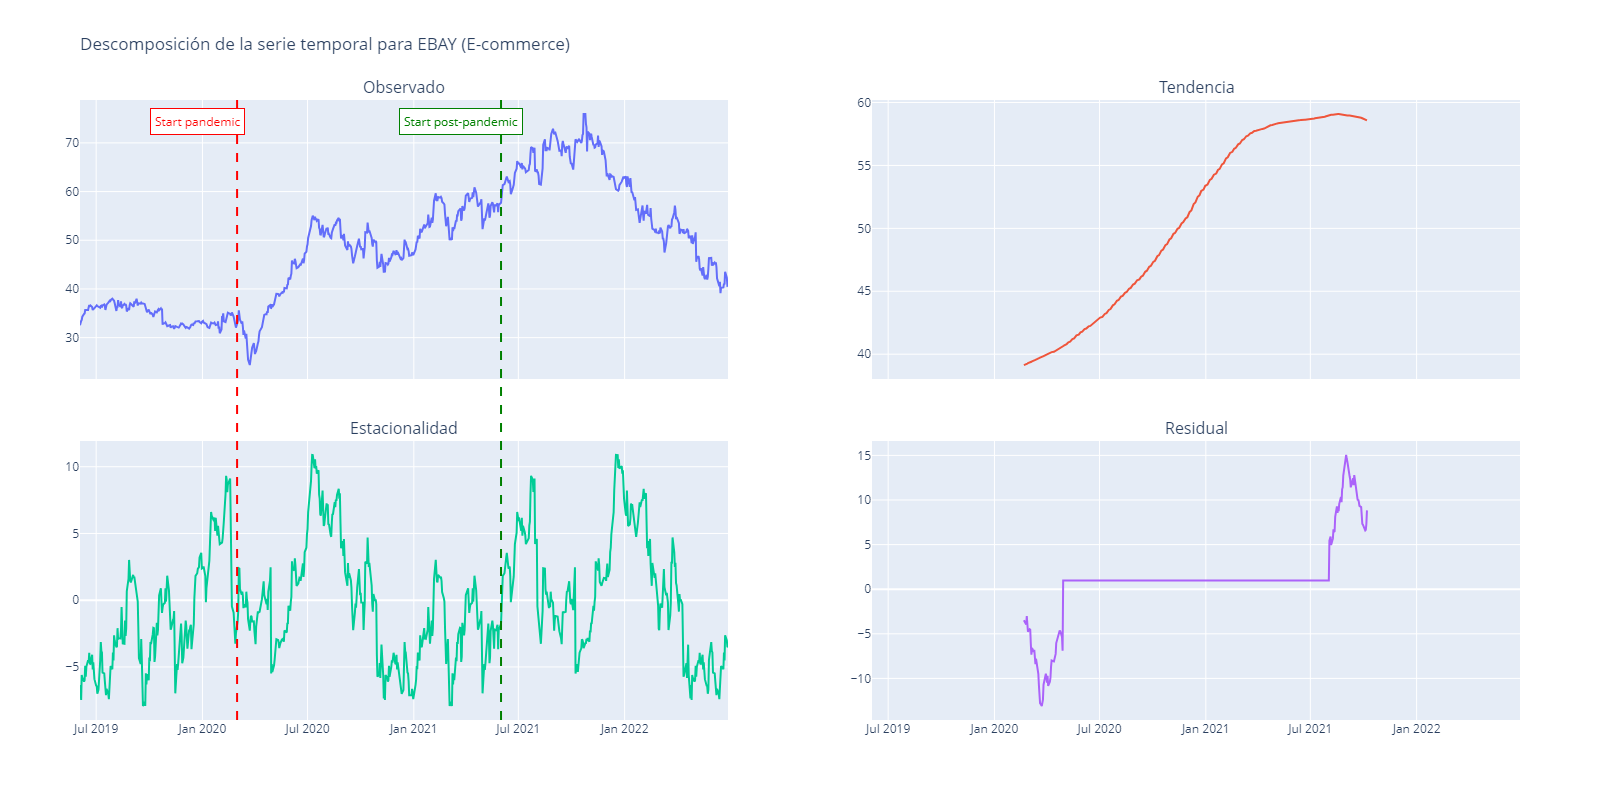 Descomposición de la serie temporal para EBAY (E-commerce)
Observado
Start pandemic
Start post-pandemic
70
60
50
40
30
Tendencia
60
55
50
45
40
Estacionalidad
10
5
0
−5
Jul 2019
Jan 2020
Jul 2020
Jan 2021
Jul 2021
Jan 2022
Residual
15
10
5
0
−5
−10
Jul 2019
Jan 2020
Jul 2020
Jan 2021
Jul 2021
Jan 2022